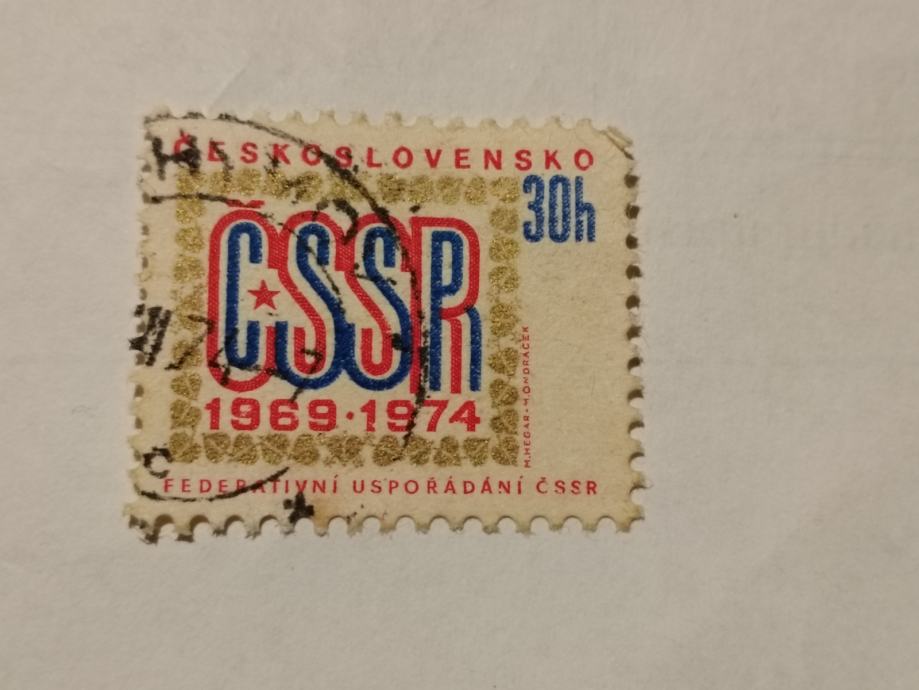 ČESKOSLOVENSKO
30h
ČSSR
1969·1974
M.HEGAR-M.ONDRÁČEK
FEDERATIVNÍ USPOŘÁDÁNÍ ČSSR
c